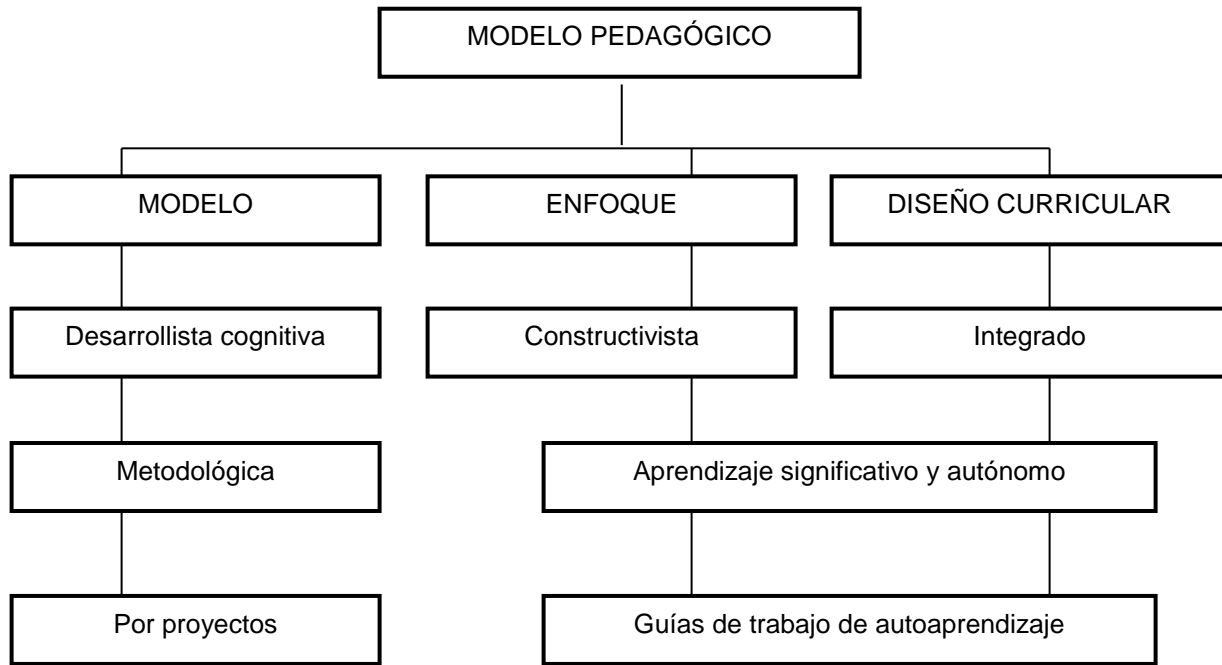 MODELO PEDAGÓGICO
MODELO
ENFOQUE
DISEÑO CURRICULAR
Desarrollista cognitiva
Constructivista
Integrado
Metodológica
Aprendizaje significativo y autónomo
Por proyectos
Guías de trabajo de autoaprendizaje